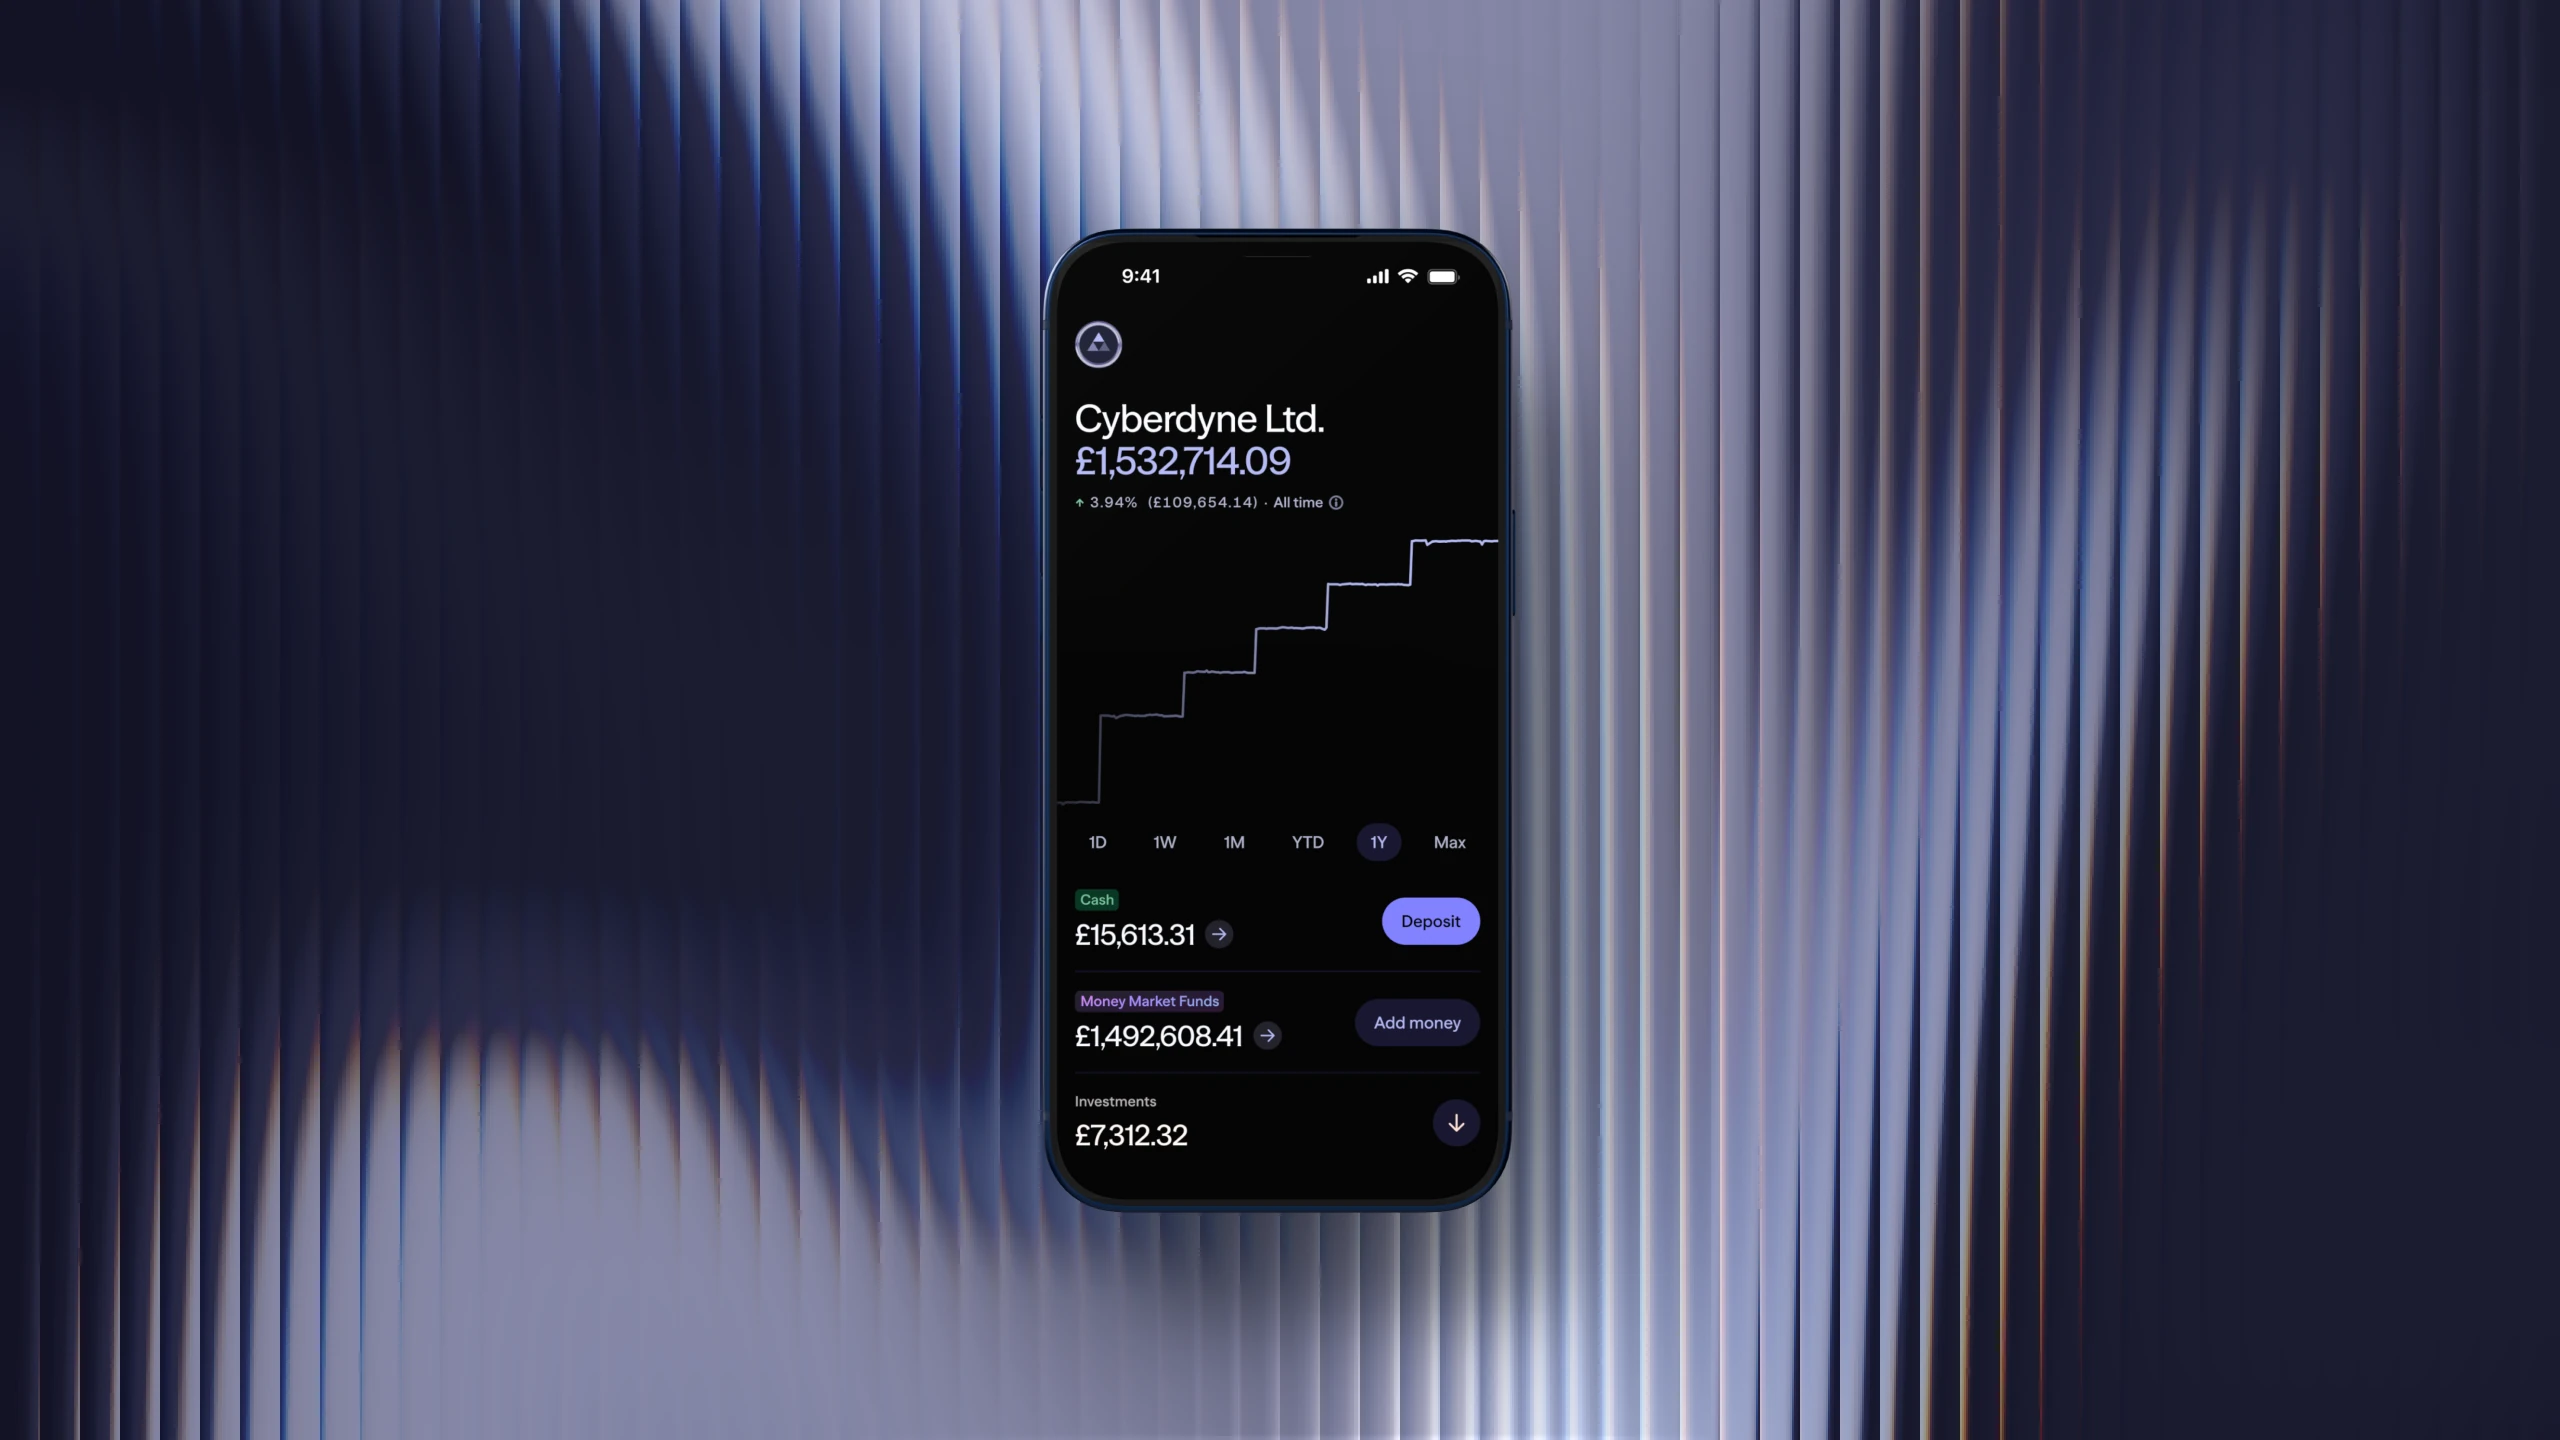 9:41
Cyberdyne Ltd.
£1,532,714.09
3.94% (£109,654.14) · All time
1D 1W 1M YTD 1Y Max
Cash
£15,613.31
Deposit
Money Market Funds
£1,492,608.41
Add money
Investments
£7,312.32